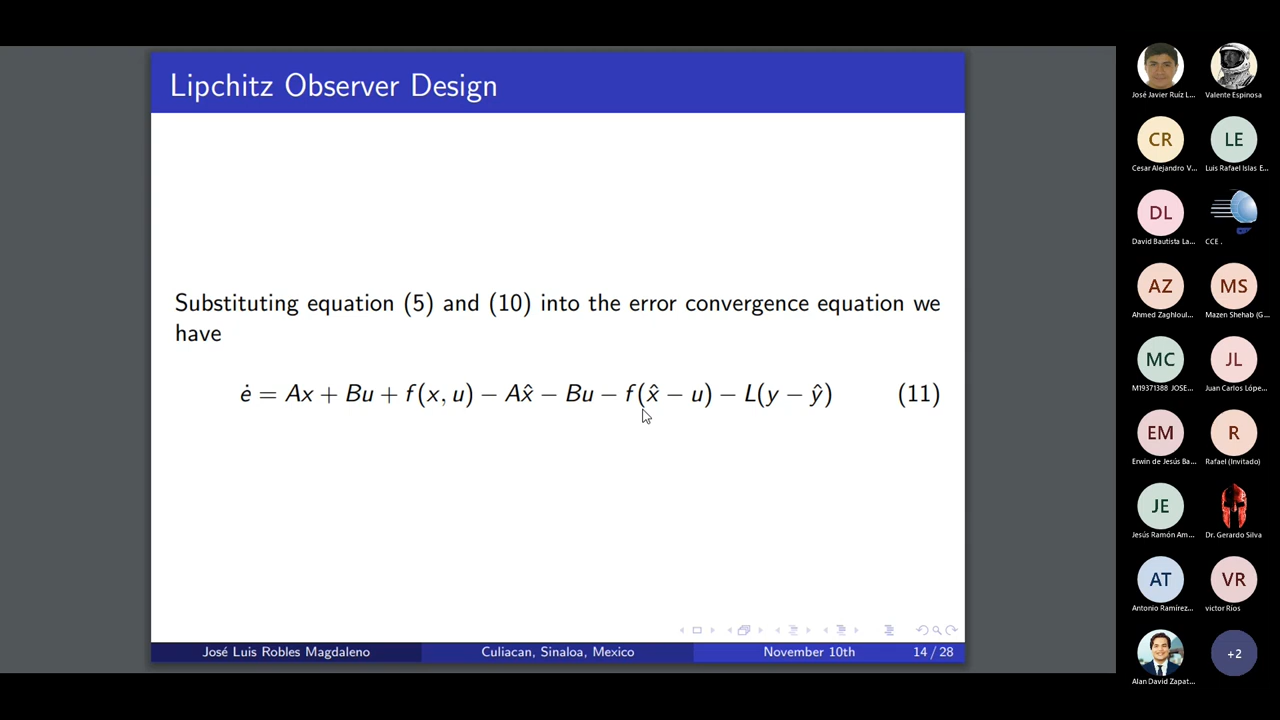 Lipchitz Observer Design
Substituting equation (5) and (10) into the error convergence equation we
have
ė = Ax + Bu + f(x, u) − Ax̂ − Bu − f(x̂ − u) − L(y − ŷ) (11)
José Luis Robles Magdaleno Culiacan, Sinaloa, Mexico November 10th 14 / 28
José Javier Ruíz L... Valente Espinosa
CR LE
Cesar Alejandro V... Luis Rafael Islas E...
DL
David Bautista La... CCE .
AZ MS
Ahmed Zaghloul... Mazen Shehab (G...
MC JL
M19371388 JOSE... Juan Carlos Lópe...
EM R
Erwin de Jesús Ba... Rafael (Invitado)
JE
Jesús Ramón Am... Dr. Gerardo Silva
AT VR
Antonio Ramírez... victor Ríos
+2
Alan David Zapat...